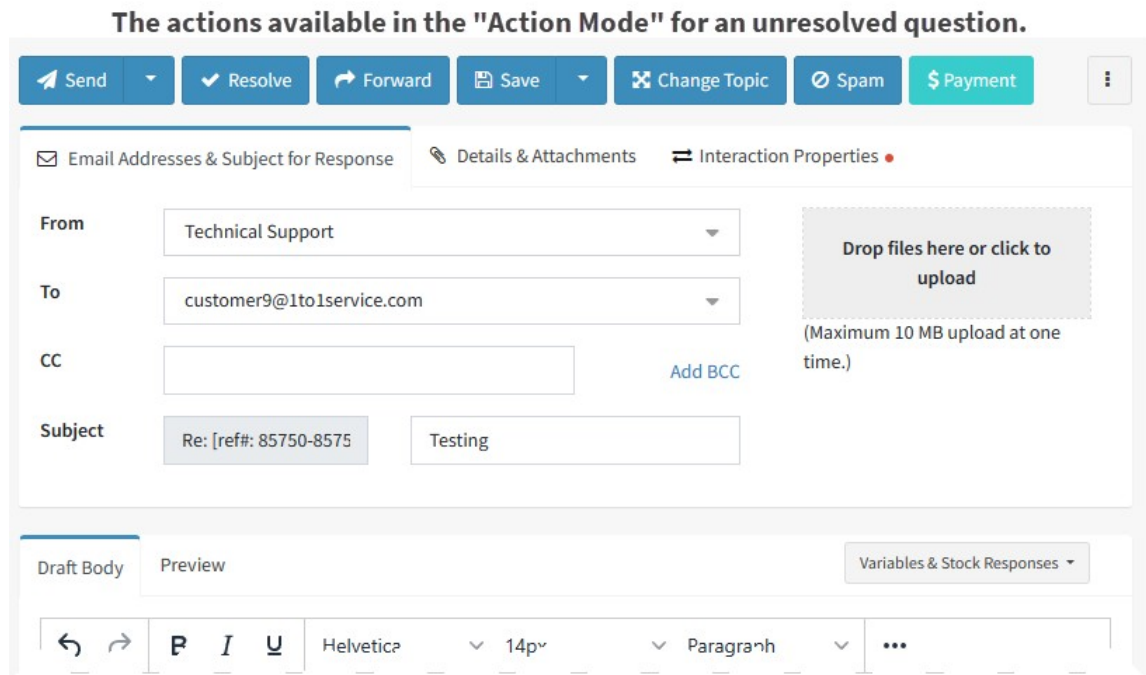 The actions available in the "Action Mode" for an unresolved question.
Send Resolve Forward Save Change Topic Spam $ Payment
Email Addresses & Subject for Response Details & Attachments Interaction Properties
From Technical Support
Drop files here or click to
upload
To customer9@1to1service.com
(Maximum 10 MB upload at one
time.)
CC Add BCC
Subject Re: [ref#: 85750-8575 Testing
Draft Body Preview Variables & Stock Responses
B I U Helvetica 14px Paragraph